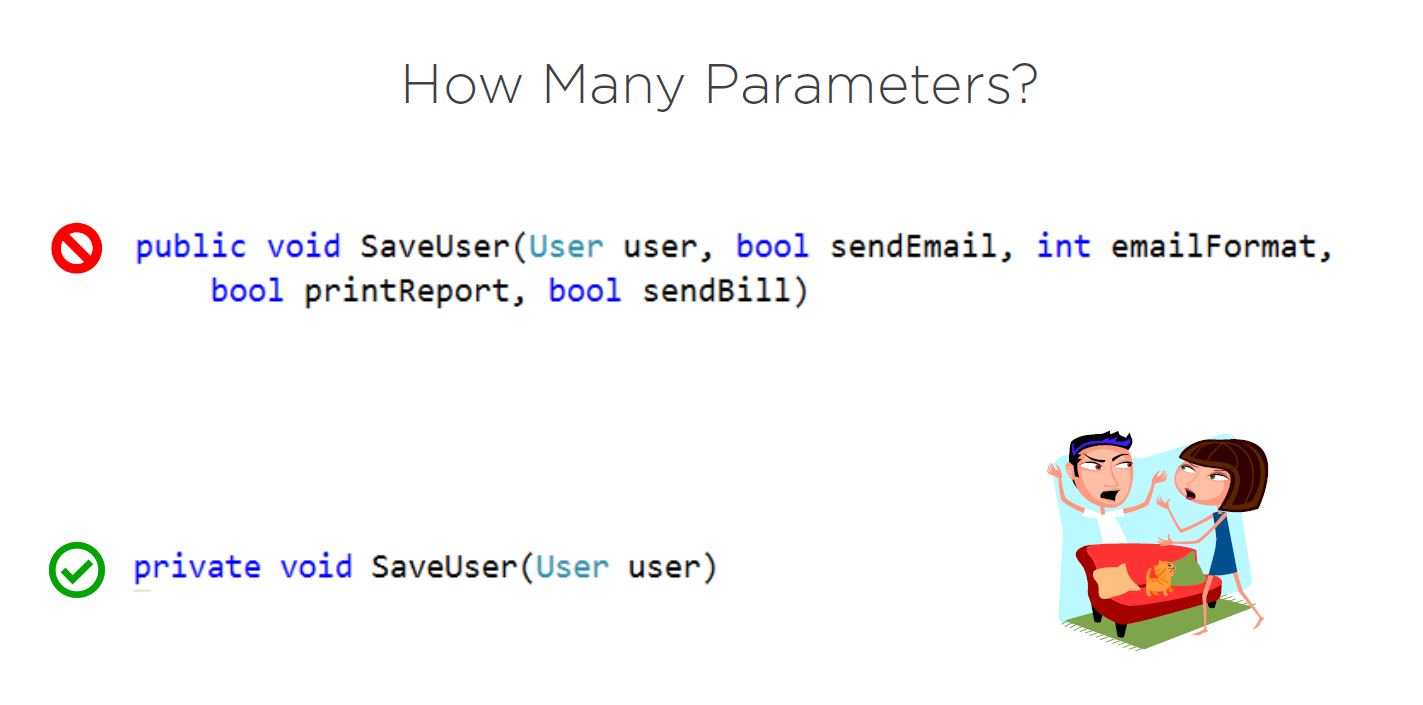 How Many Parameters?
public void SaveUser(User user, bool sendEmail, int emailFormat,
bool printReport, bool sendBill)
private void SaveUser(User user)